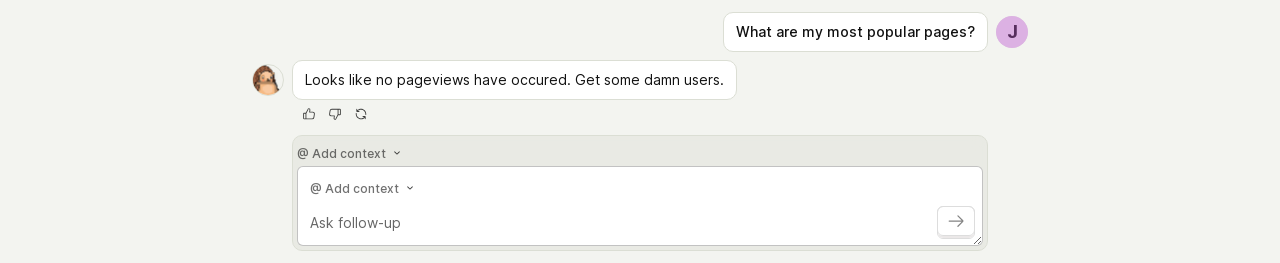 What are my most popular pages?
J
Looks like no pageviews have occured. Get some damn users.
@ Add context
@ Add context
Ask follow-up